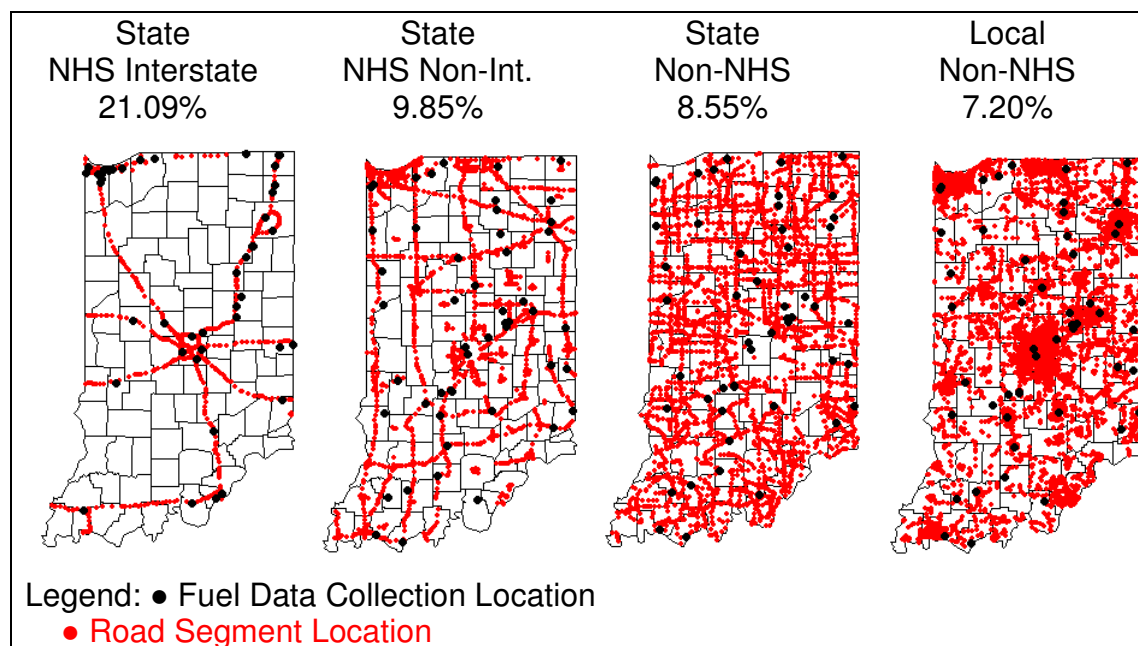 State
NHS Interstate
21.09%
State
NHS Non-Int.
9.85%
State
Non-NHS
8.55%
Local
Non-NHS
7.20%
Legend: ● Fuel Data Collection Location
● Road Segment Location